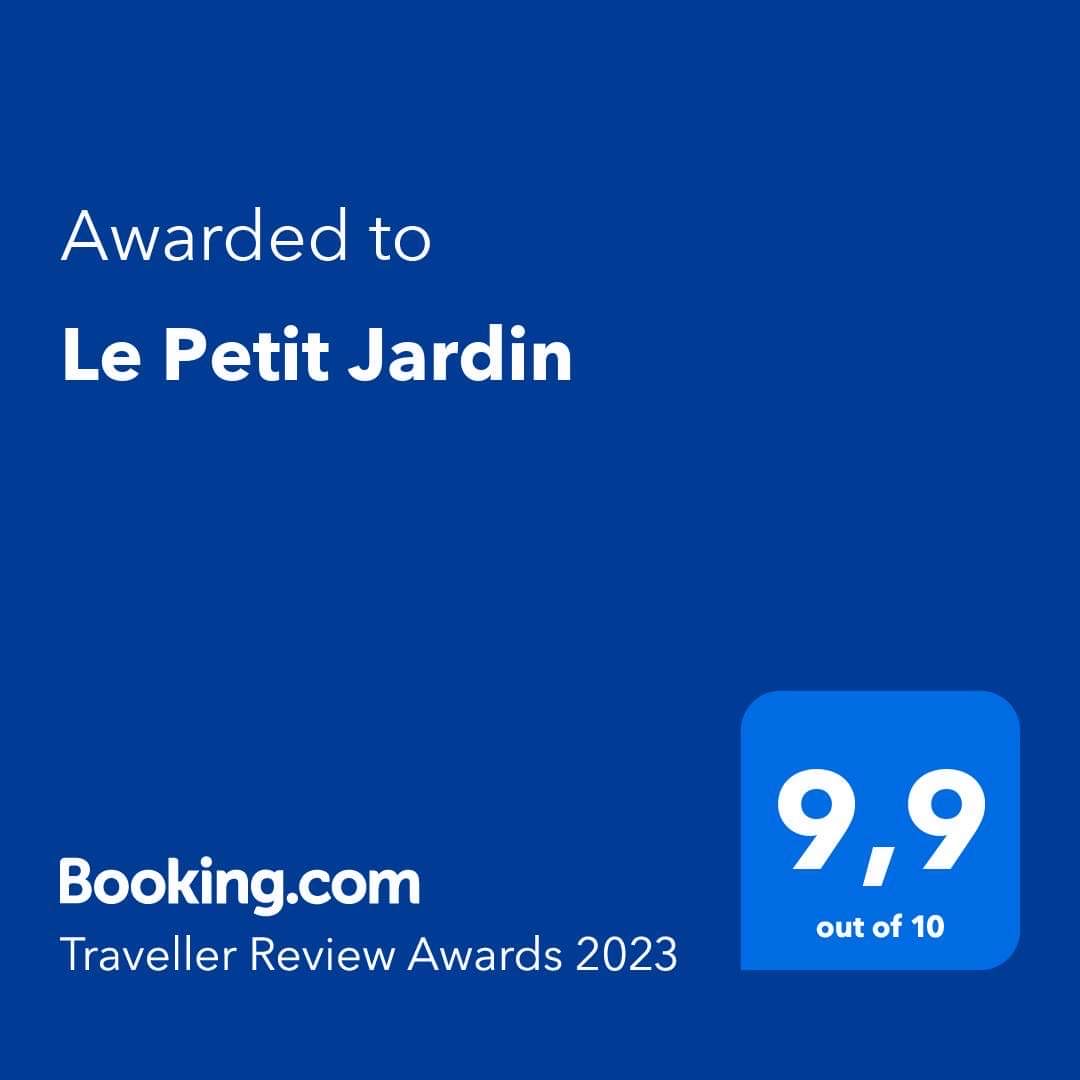 Awarded to
Le Petit Jardin
9,9
out of 10
Booking.com
Traveller Review Awards 2023